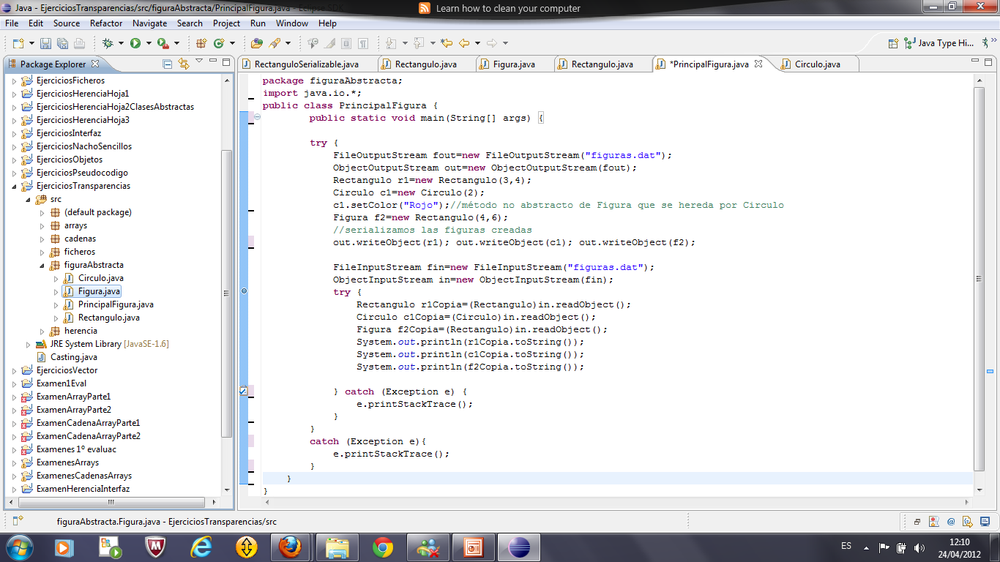 Java - EjerciciosTransparencias/src/figuraAbstracta/PrincipalFigura.java - Eclipse SDK
Learn how to clean your computer
File Edit Source Refactor Navigate Search Project Run Window Help
Java Type Hi...
Package Explorer
RectanguloSerializable.java Rectangulo.java Figura.java Rectangulo.java *PrincipalFigura.java Circulo.java
EjerciciosFicheros
EjerciciosHerenciaHoja1
EjerciciosHerenciaHoja2ClasesAbstractas
EjerciciosHerenciaHoja3
EjerciciosInterfaz
EjerciciosNachoSencillos
EjerciciosObjetos
EjerciciosPseudocodigo
EjerciciosTransparencias
src
(default package)
arrays
cadenas
ficheros
figuraAbstracta
Circulo.java
Figura.java
PrincipalFigura.java
Rectangulo.java
herencia
JRE System Library [JavaSE-1.6]
Casting.java
EjerciciosVector
Examen1Eval
ExamenArrayParte1
ExamenArrayParte2
ExamenCadenaArrayParte1
ExamenCadenaArrayParte2
Examenes 1º evaluac
ExamenesArrays
ExamenesCadenasArrays
ExamenHerenciaInterfaz
package figuraAbstracta;
import java.io.*;
public class PrincipalFigura {
public static void main(String[] args) {
try {
FileOutputStream fout=new FileOutputStream("figuras.dat");
ObjectOutputStream out=new ObjectOutputStream(fout);
Rectangulo r1=new Rectangulo(3,4);
Circulo c1=new Circulo(2);
c1.setColor("Rojo");//método no abstracto de Figura que se hereda por Circulo
Figura f2=new Rectangulo(4,6);
//serializamos las figuras creadas
out.writeObject(r1); out.writeObject(c1); out.writeObject(f2);
FileInputStream fin=new FileInputStream("figuras.dat");
ObjectInputStream in=new ObjectInputStream(fin);
try {
Rectangulo r1Copia=(Rectangulo)in.readObject();
Circulo c1Copia=(Circulo)in.readObject();
Figura f2Copia=(Rectangulo)in.readObject();
System.out.println(r1Copia.toString());
System.out.println(c1Copia.toString());
System.out.println(f2Copia.toString());
} catch (Exception e) {
e.printStackTrace();
}
}
catch (Exception e){
e.printStackTrace();
}
}
}
figuraAbstracta.Figura.java - EjerciciosTransparencias/src
ES
12:10
24/04/2012